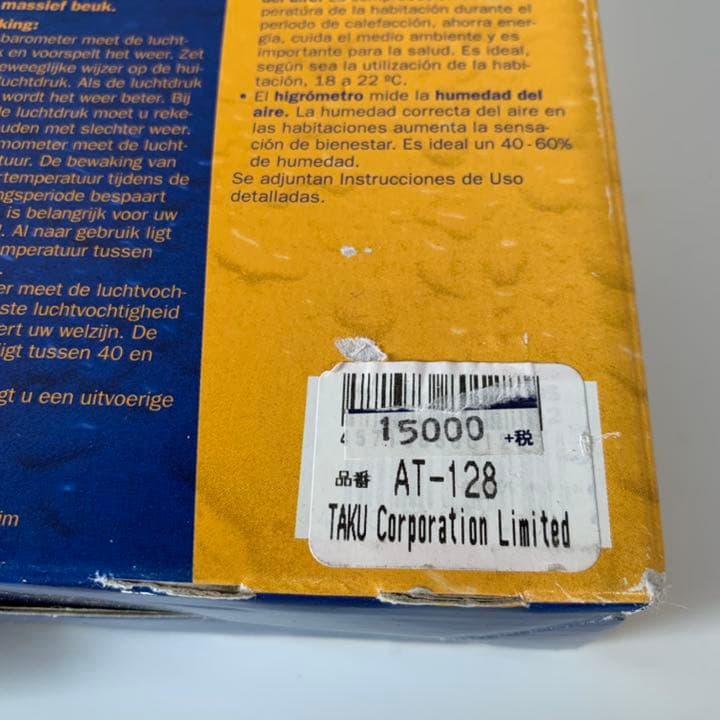 massief beuk.
king:
barometer meet de lucht-
k en voorspelt het weer. Zet
eweeglijke wijzer op de hui-
luchtdruk. Als de luchtdruk
wordt het weer beter. Bij
e luchtdruk moet u reke-
uden met slechter weer.
mometer meet de lucht-
tuur. De bewaking van
rtemperatuur tijdens de
ngsperiode bespaart
is belangrijk voor uw
. Al naar gebruik ligt
mperatuur tussen
er meet de luchtvoch-
ste luchtvochtigheid
ert uw welzijn. De
igt tussen 40 en
gt u een uitvoerige
im
peratura de la habitación durante el
período de calefacción, ahorra ener-
gía, cuida el medio ambiente y es
importante para la salud. Es ideal,
según sea la utilización de la habi-
tación, 18 a 22 ºC.
• El higrómetro mide la humedad del
aire. La humedad correcta del aire en
las habitaciones aumenta la sensa-
ción de bienestar. Es ideal un 40-60%
de humedad.
Se adjuntan Instrucciones de Uso
detalladas.
15000 +税
品番 AT-128
TAKU Corporation Limited